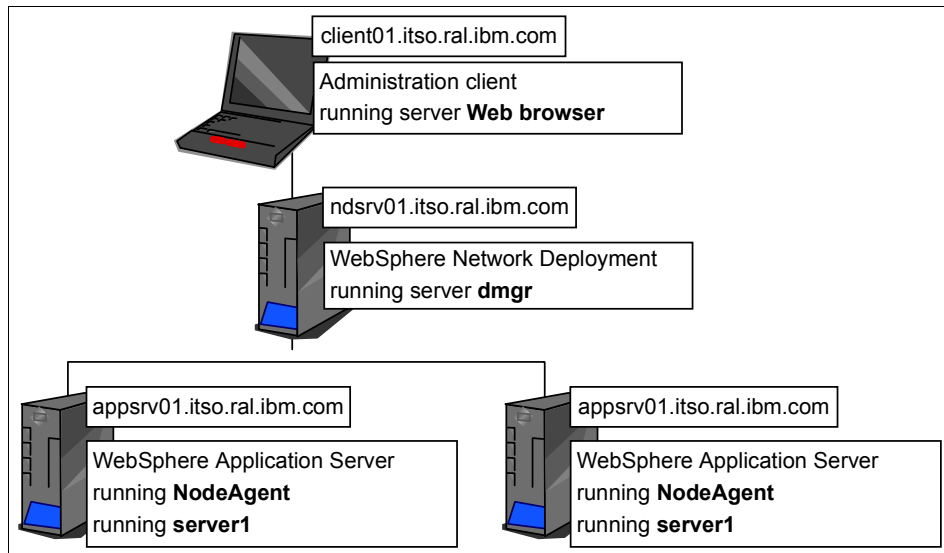 client01.itso.ral.ibm.com
Administration client
running server Web browser
ndsrv01.itso.ral.ibm.com
WebSphere Network Deployment
running server dmgr
appsrv01.itso.ral.ibm.com
WebSphere Application Server
running NodeAgent
running server1
appsrv01.itso.ral.ibm.com
WebSphere Application Server
running NodeAgent
running server1